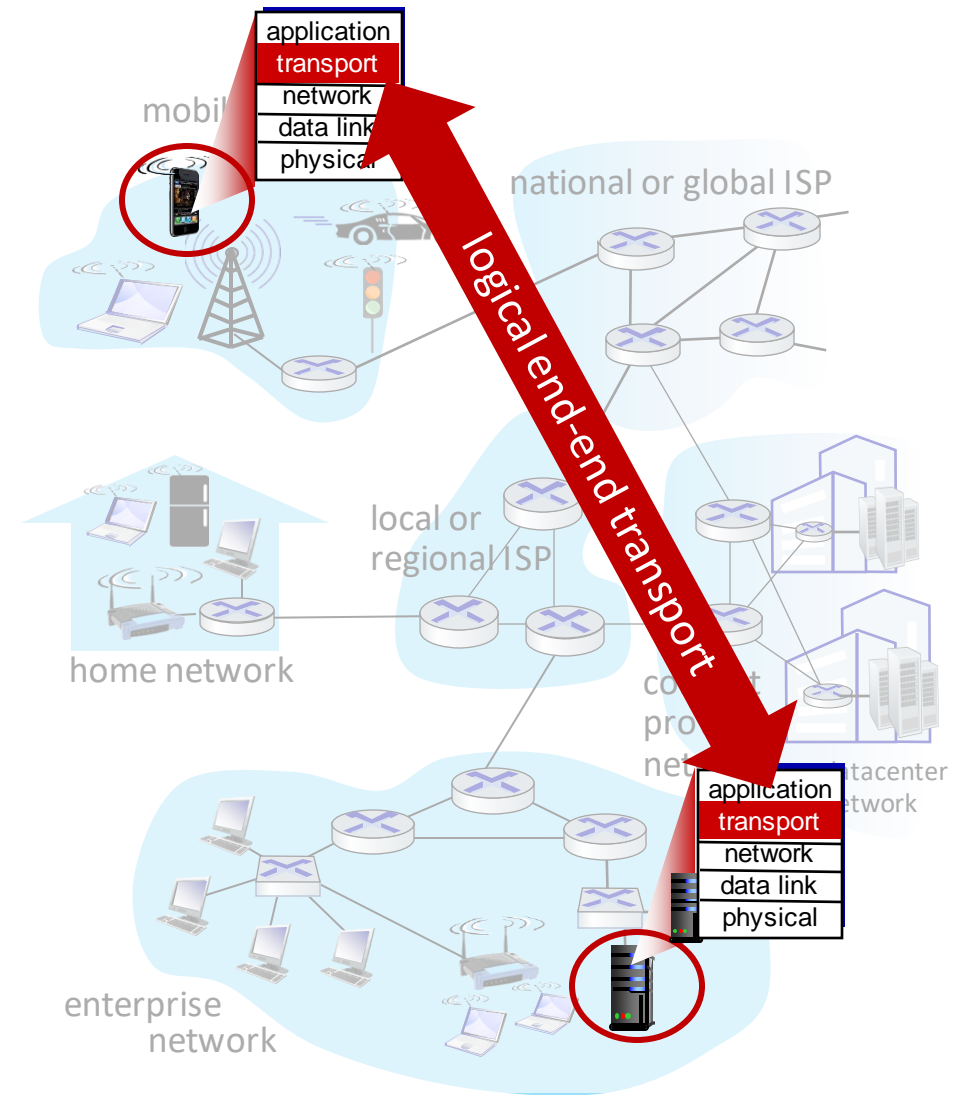 application
transport
network
data link
physical
national or global ISP
logical end-end transport
local or
regional ISP
home network
network
application
transport
network
data link
physical
enterprise
network